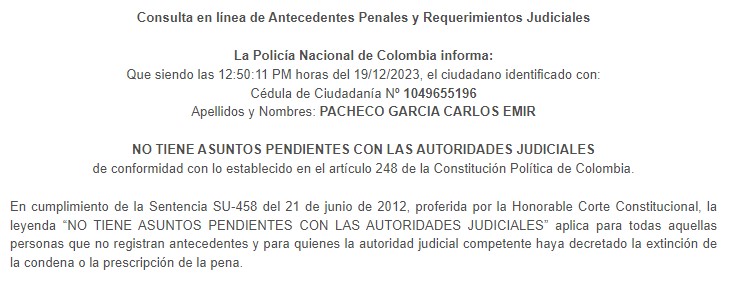 Consulta en línea de Antecedentes Penales y Requerimientos Judiciales
La Policía Nacional de Colombia informa:
Que siendo las 12:50:11 PM horas del 19/12/2023, el ciudadano identificado con:
Cédula de Ciudadanía Nº 1049655196
Apellidos y Nombres: PACHECO GARCIA CARLOS EMIR
NO TIENE ASUNTOS PENDIENTES CON LAS AUTORIDADES JUDICIALES
de conformidad con lo establecido en el artículo 248 de la Constitución Política de Colombia.
En cumplimiento de la Sentencia SU-458 del 21 de junio de 2012, proferida por la Honorable Corte Constitucional, la
leyenda “NO TIENE ASUNTOS PENDIENTES CON LAS AUTORIDADES JUDICIALES” aplica para todas aquellas
personas que no registran antecedentes y para quienes la autoridad judicial competente haya decretado la extinción de
la condena o la prescripción de la pena.